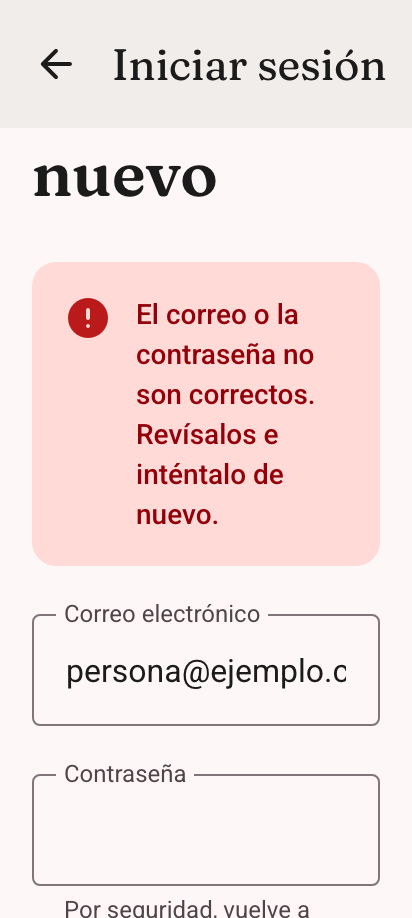 Iniciar sesión
nuevo
El correo o la
contraseña no
son correctos.
Revísalos e
inténtalo de
nuevo.
Correo electrónico
persona@ejemplo.c
Contraseña
Por seguridad, vuelve a